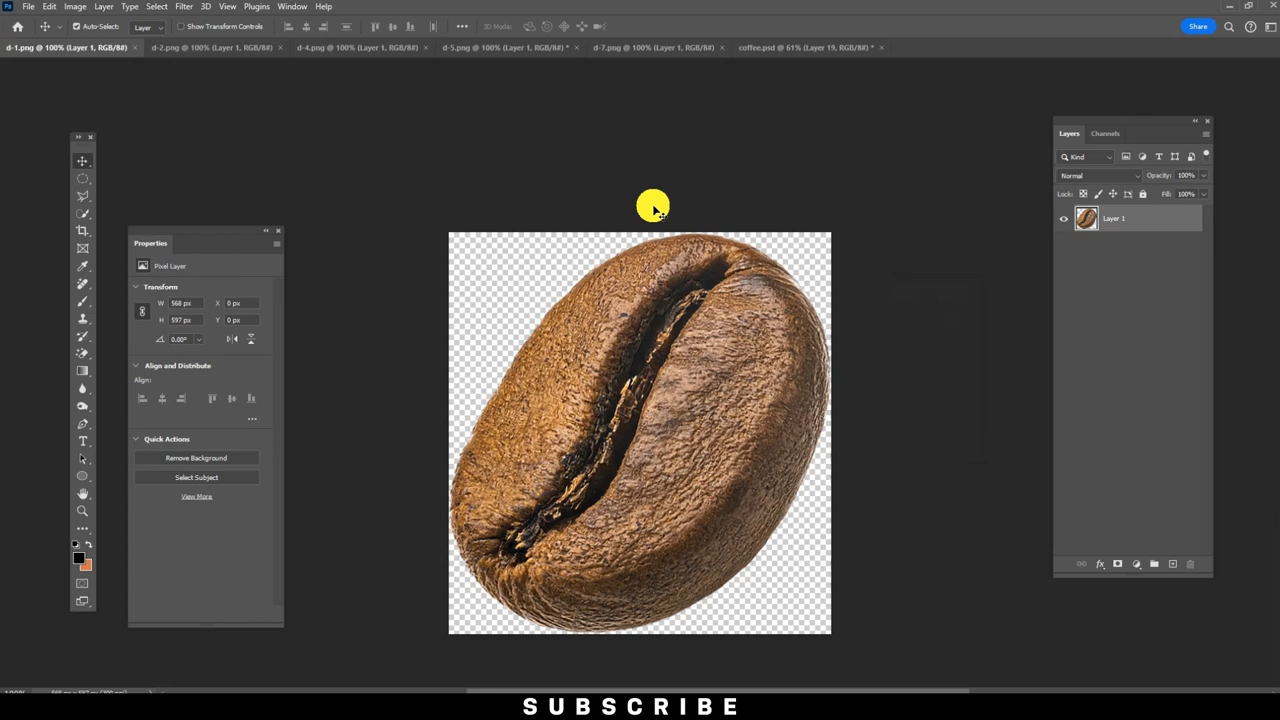 Ps File Edit Image Layer Type Select Filter 3D View Plugins Window Help
Auto-Select: Layer Show Transform Controls 3D Mode: Share
d-1.png @ 100% (Layer 1, RGB/8#) × d-2.png @ 100% (Layer 1, RGB/8#) × d-4.png @ 100% (Layer 1, RGB/8#) × d-5.png @ 100% (Layer 1, RGB/8#) * × d-7.png @ 100% (Layer 1, RGB/8#) × coffee.psd @ 61% (Layer 19, RGB/8#) * ×
Properties
Pixel Layer
Transform
W 568 px X 0 px
H 597 px Y 0 px
0.00°
Align and Distribute
Align:
Quick Actions
Remove Background
Select Subject
View More
Layers Channels
Kind
Normal Opacity: 100%
Lock: Fill: 100%
Layer 1
SUBSCRIBE